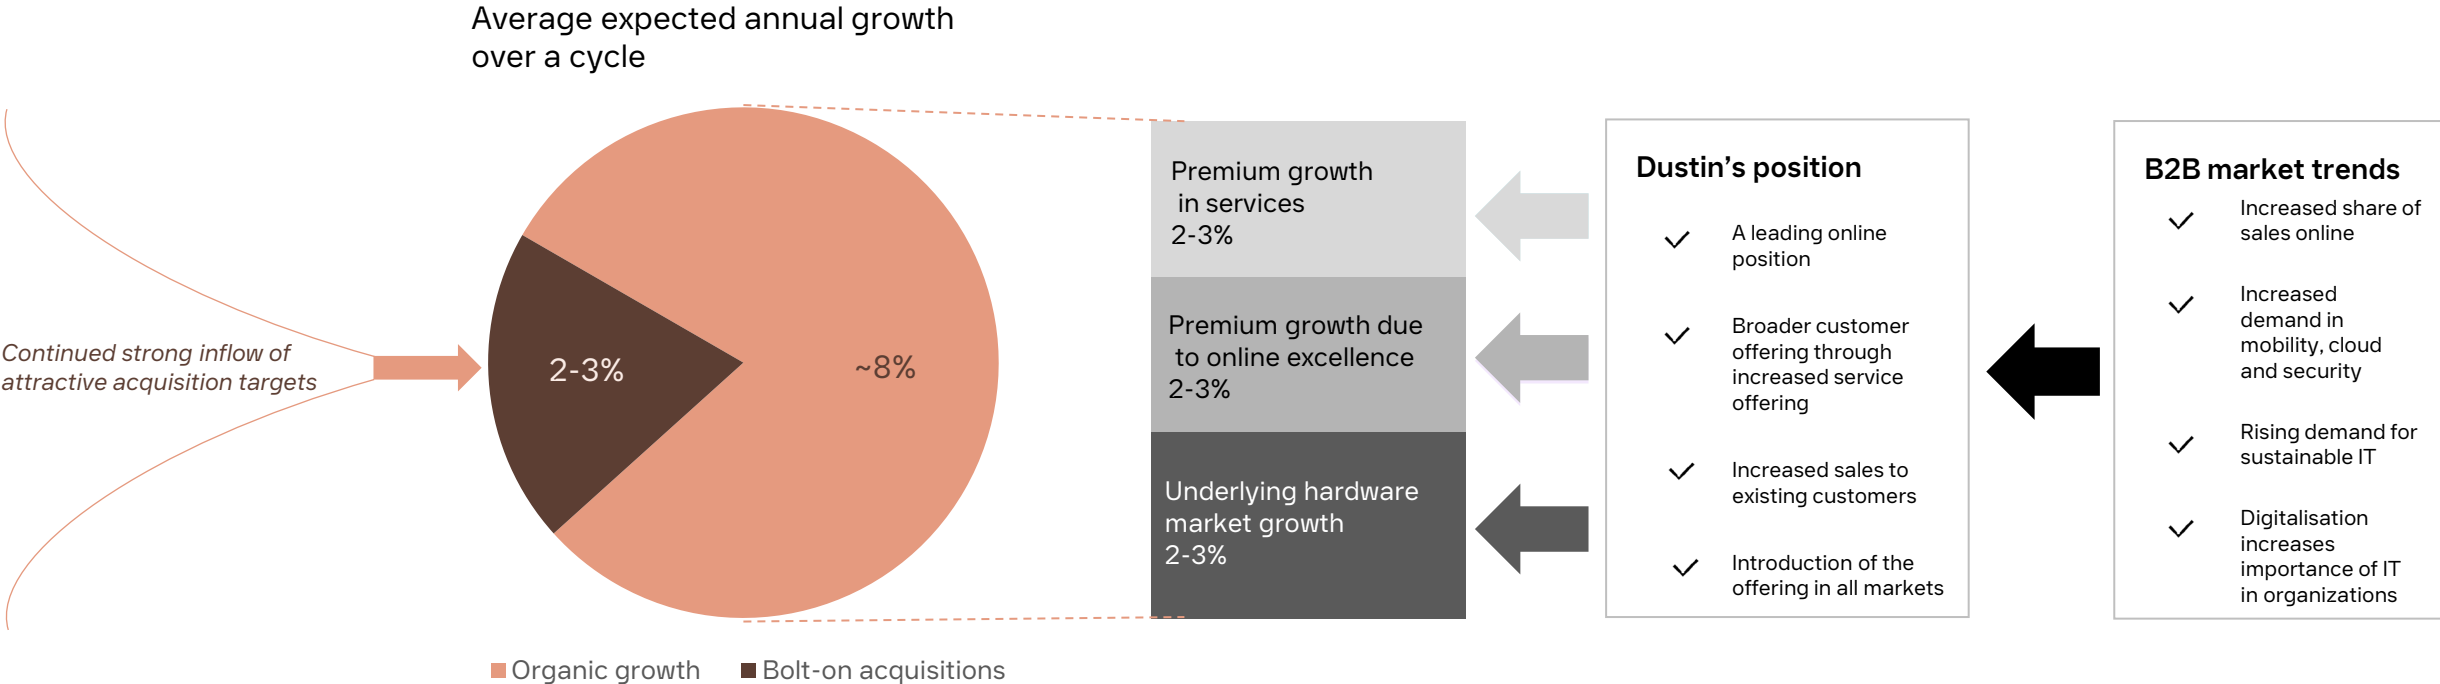 Average expected annual growth
over a cycle
Continued strong inflow of
attractive acquisition targets
2-3%
~8%
Organic growth
Bolt-on acquisitions
Premium growth
in services
2-3%
Premium growth due
to online excellence
2-3%
Underlying hardware
market growth
2-3%
Dustin’s position
A leading online
position
Broader customer
offering through
increased service
offering
Increased sales to
existing customers
Introduction of the
offering in all markets
B2B market trends
Increased share of
sales online
Increased
demand in
mobility, cloud
and security
Rising demand for
sustainable IT
Digitalisation
increases
importance of IT
in organizations